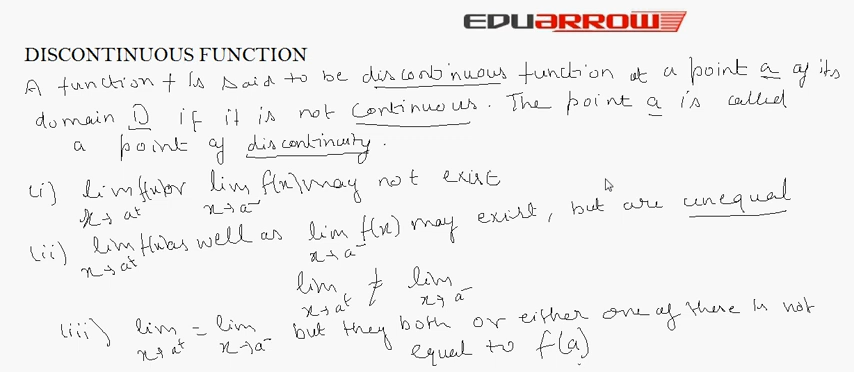 EDUARROW
DISCONTINUOUS FUNCTION
A function f is said to be discontinuous function at a point a of its
domain D if it is not continuous. The point a is called
a point of discontinuity.
(i) lim f(x) or lim f(x) may not exist
x→a⁺ x→a⁻
(ii) lim f(x) as well as lim f(x) may exist, but are unequal
x→a⁺ x→a⁻
lim ≠ lim
x→a⁺ x→a⁻
(iii) lim = lim but they both or either one of these is not
x→a⁺ x→a⁻ equal to f(a)